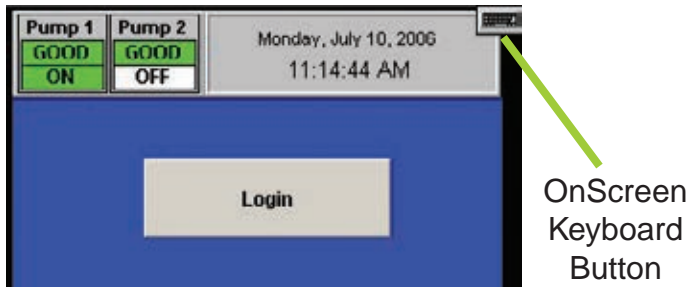 Pump 1
GOOD
ON
Pump 2
GOOD
OFF
Monday, July 10, 2006
11:14:44 AM
Login
OnScreen
Keyboard
Button